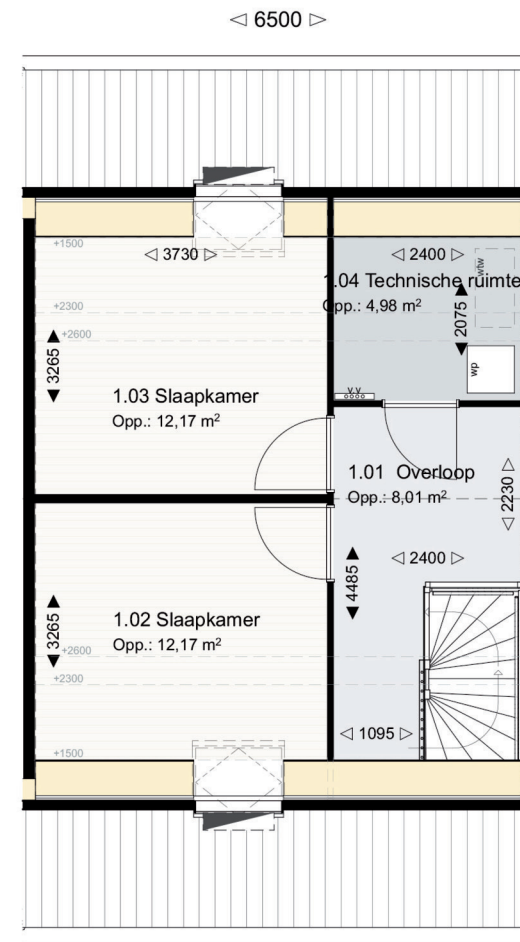 6500
+1500
3730
2400
wtw
1.04 Technische ruimte
Opp.: 4,98 m²
+2300
2075
+2600
3265
wp
1.03 Slaapkamer
v.v
Opp.: 12,17 m²
1.01 Overloop
Opp.: 8,01 m²
2230
2400
4485
1.02 Slaapkamer
3265
Opp.: 12,17 m²
+2600
+2300
1095
+1500